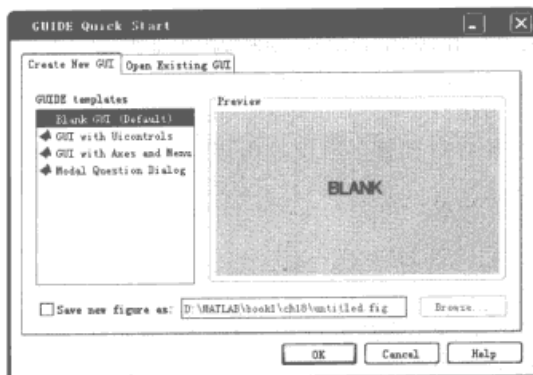 GUIDE Quick Start
Create New GUI
Open Existing GUI
GUIDE templates
Blank GUI (Default)
GUI with Uicontrols
GUI with Axes and Menu
Modal Question Dialog
Preview
BLANK
Save new figure as:
D:\MATLAB\book1\ch18\untitled.fig
Browse...
OK
Cancel
Help